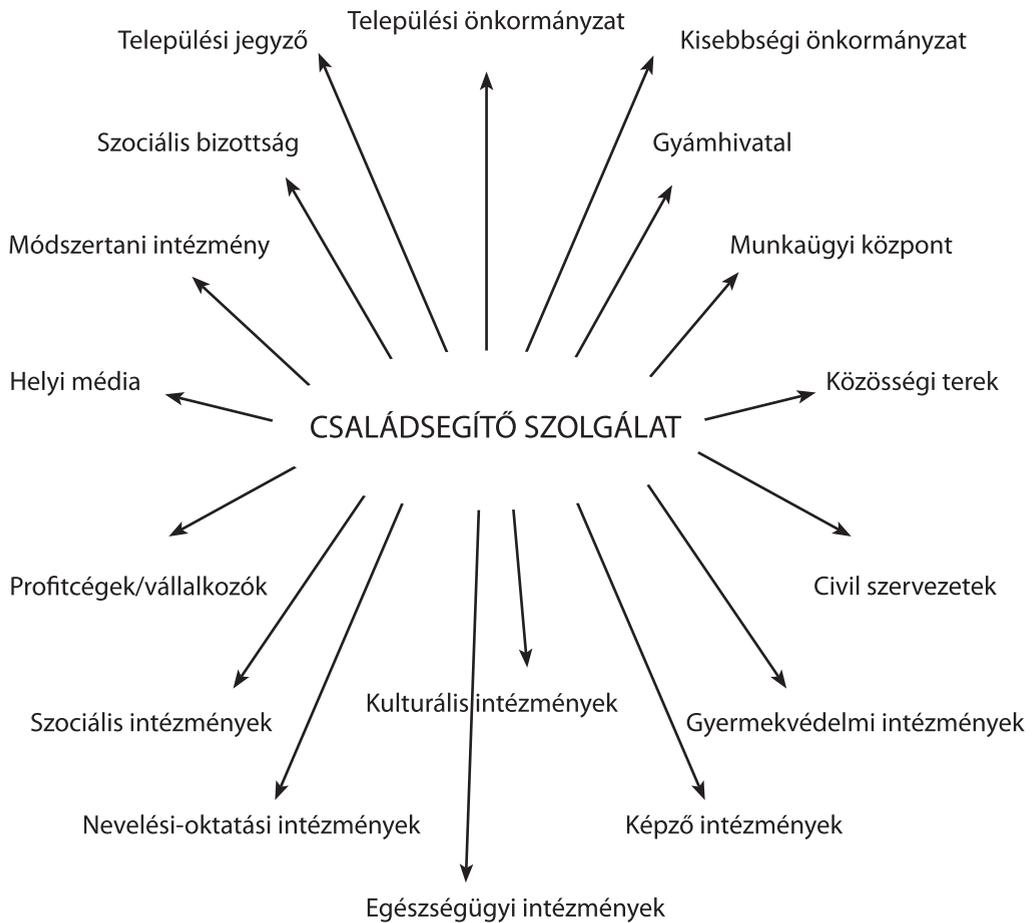 Települési önkormányzat
Települési jegyző
Kisebbségi önkormányzat
Szociális bizottság
Gyámhivatal
Módszertani intézmény
Munkaügyi központ
Helyi média
Közösségi terek
CSALÁDSEGÍTŐ SZOLGÁLAT
Profitcégek/vállalkozók
Civil szervezetek
Kulturális intézmények
Szociális intézmények
Gyermekvédelmi intézmények
Nevelési-oktatási intézmények
Képző intézmények
Egészségügyi intézmények